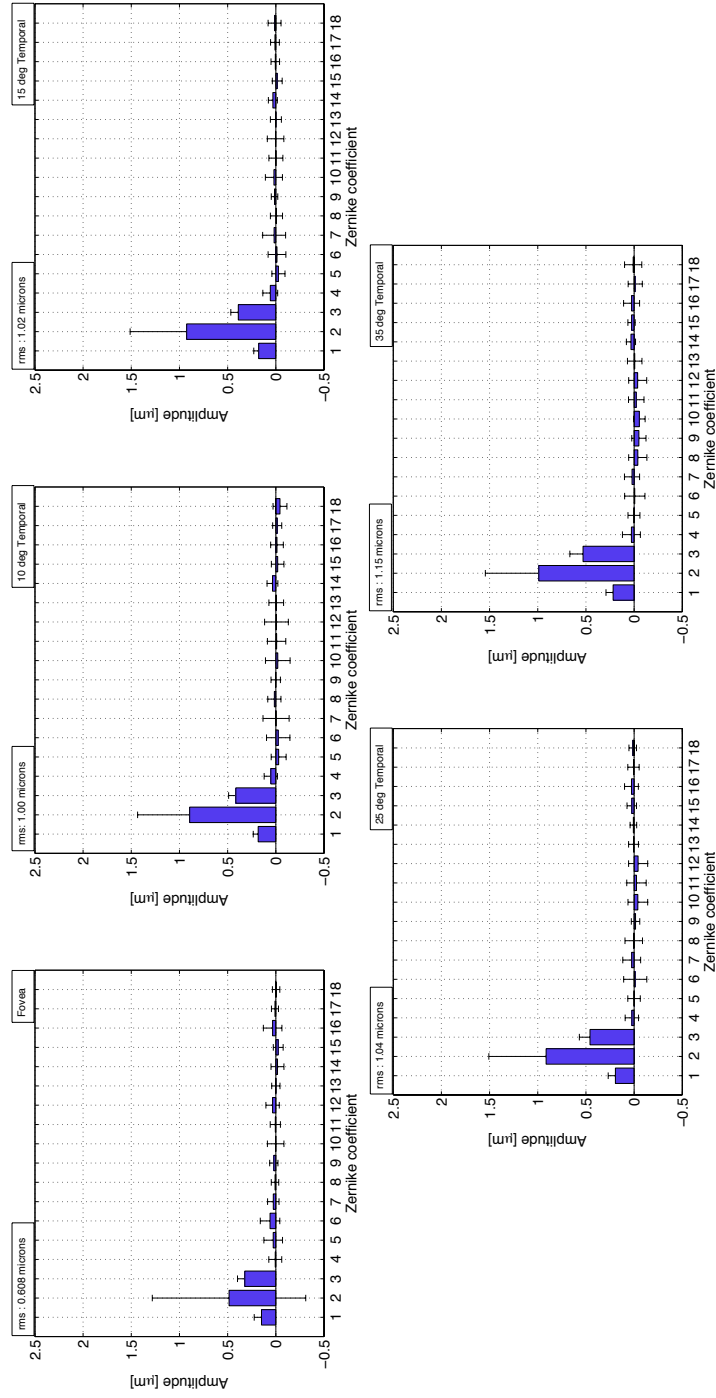 rms : 0.608 microns
Fovea
2.5
2
1.5
1
0.5
0
−0.5
Amplitude [μm]
1 2 3 4 5 6 7 8 9 10 11 12 13 14 15 16 17 18
Zernike coefficient
rms: 1.00 microns
10 deg Temporal
2.5
2
1.5
1
0.5
0
−0.5
Amplitude [μm]
1 2 3 4 5 6 7 8 9 10 11 12 13 14 15 16 17 18
Zernike coefficient
rms : 1.02 microns
15 deg Temporal
2.5
2
1.5
1
0.5
0
−0.5
Amplitude [μm]
1 2 3 4 5 6 7 8 9 10 11 12 13 14 15 16 17 18
Zernike coefficient
rms : 1.04 microns
25 deg Temporal
2.5
2
1.5
1
0.5
0
−0.5
Amplitude [μm]
1 2 3 4 5 6 7 8 9 10 11 12 13 14 15 16 17 18
Zernike coefficient
rms : 1.15 microns
35 deg Temporal
2.5
2
1.5
1
0.5
0
−0.5
Amplitude [μm]
1 2 3 4 5 6 7 8 9 10 11 12 13 14 15 16 17 18
Zernike coefficient